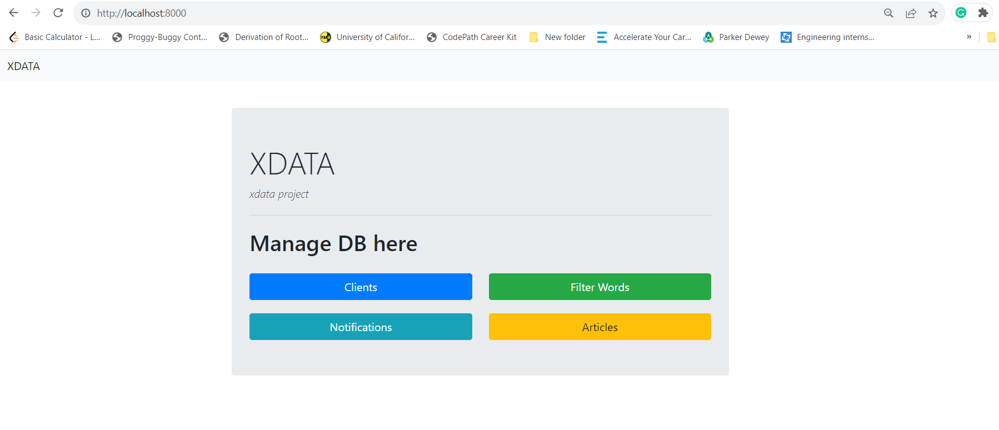 http://localhost:8000
Basic Calculator - L... Proggy-Buggy Cont... Derivation of Root... University of Califor... CodePath Career Kit New folder Accelerate Your Car... Parker Dewey Engineering interns... »
XDATA
XDATA
xdata project
Manage DB here
Clients Filter Words
Notifications Articles